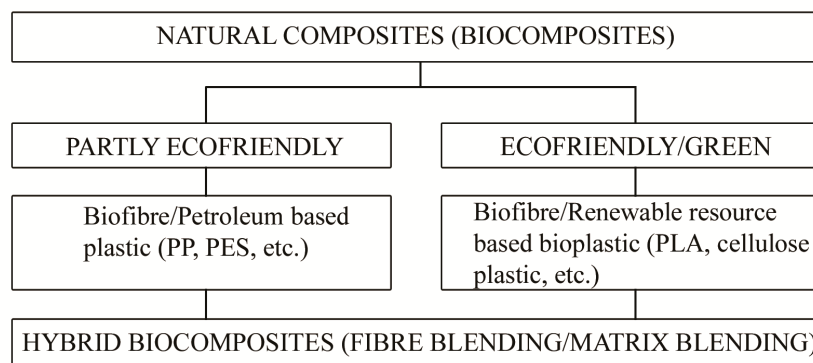 NATURAL COMPOSITES (BIOCOMPOSITES)
PARTLY ECOFRIENDLY
ECOFRIENDLY/GREEN
Biofibre/Petroleum based
plastic (PP, PES, etc.)
Biofibre/Renewable resource
based bioplastic (PLA, cellulose
plastic, etc.)
HYBRID BIOCOMPOSITES (FIBRE BLENDING/MATRIX BLENDING)